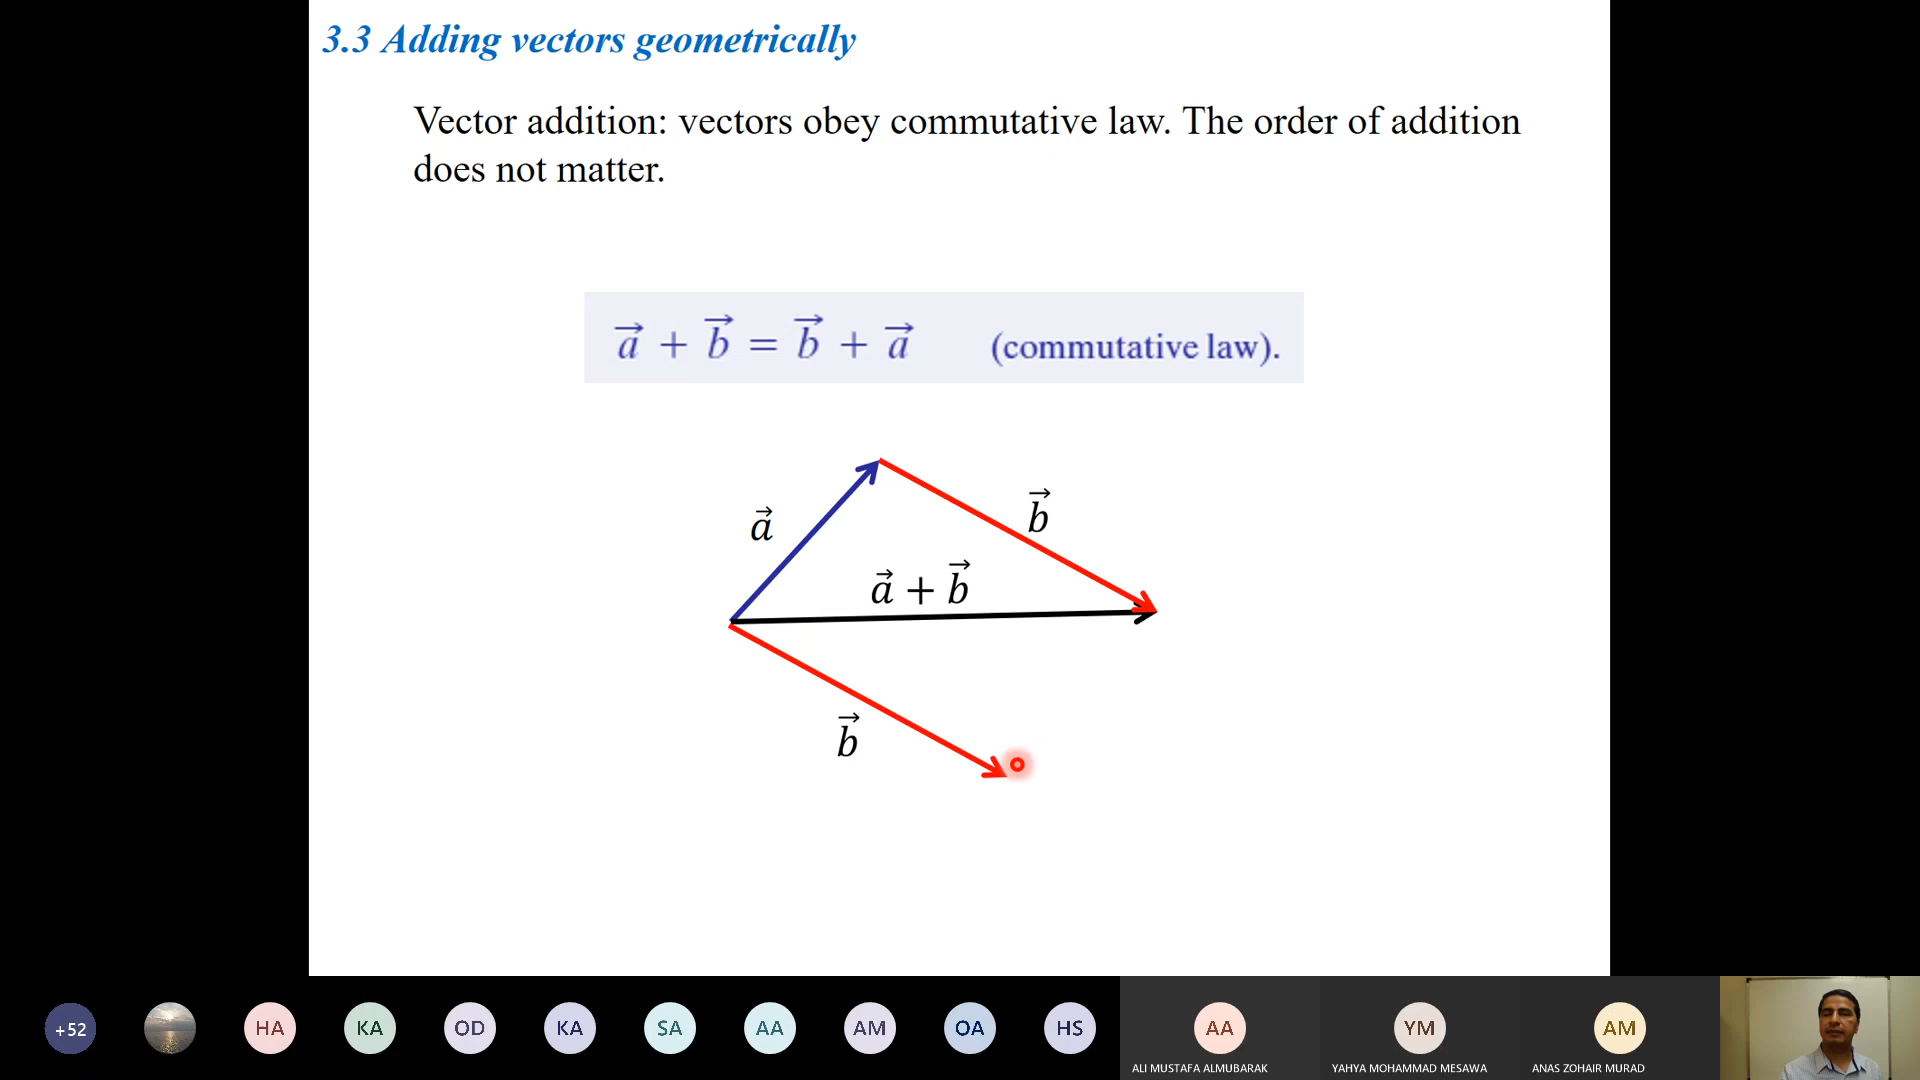 3.3 Adding vectors geometrically
Vector addition: vectors obey commutative law. The order of addition
does not matter.
a⃗ + b⃗ = b⃗ + a⃗ (commutative law).
a⃗
b⃗
a⃗ + b⃗
b⃗
+52
HA
KA
OD
KA
SA
AA
AM
OA
HS
AA
YM
AM
ALI MUSTAFA ALMUBARAK
YAHYA MOHAMMAD MESAWA
ANAS ZOHAIR MURAD